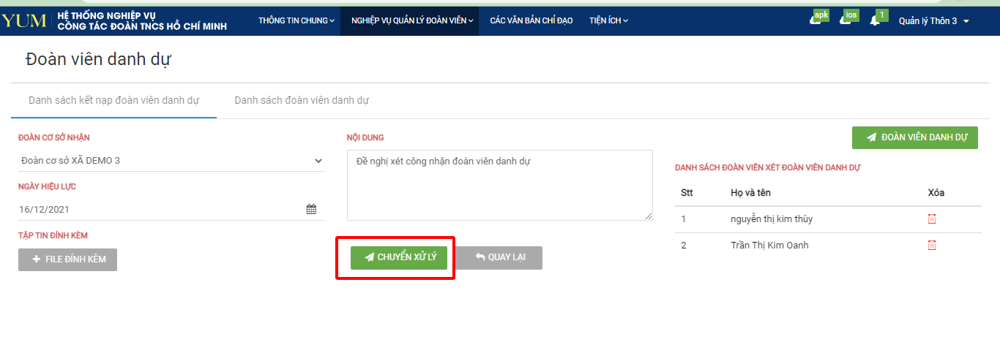 YUM
HỆ THỐNG NGHIỆP VỤ
CÔNG TÁC ĐOÀN TNCS HỒ CHÍ MINH
THÔNG TIN CHUNG
NGHIỆP VỤ QUẢN LÝ ĐOÀN VIÊN
CÁC VĂN BẢN CHỈ ĐẠO
TIỆN ÍCH
apk
ios
1
Quản lý Thôn 3
Đoàn viên danh dự
Danh sách kết nạp đoàn viên danh dự
Danh sách đoàn viên danh dự
ĐOÀN CƠ SỞ NHẬN
Đoàn cơ sở XÃ DEMO 3
NGÀY HIỆU LỰC
16/12/2021
TẬP TIN ĐÍNH KÈM
FILE ĐÍNH KÈM
NỘI DUNG
Đề nghị xét công nhận đoàn viên danh dự
CHUYỂN XỬ LÝ
QUAY LẠI
ĐOÀN VIÊN DANH DỰ
DANH SÁCH ĐOÀN VIÊN XÉT ĐOÀN VIÊN DANH DỰ
Stt Họ và tên Xóa
1 nguyễn thị kim thùy
2 Trần Thị Kim Oanh